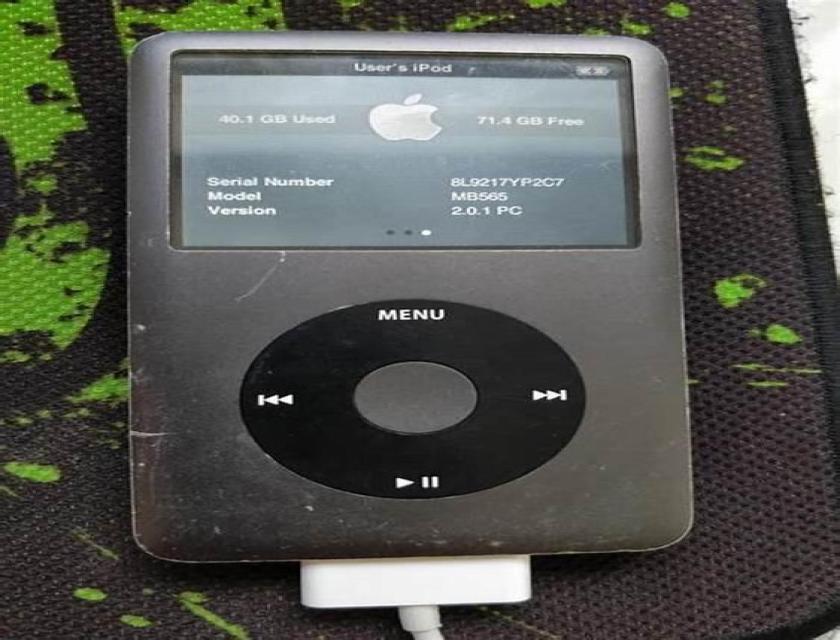 User's iPod
40.1 GB Used 71.4 GB Free
Serial Number 8L9217YP2C7
Model MB565
Version 2.0.1 PC
MENU